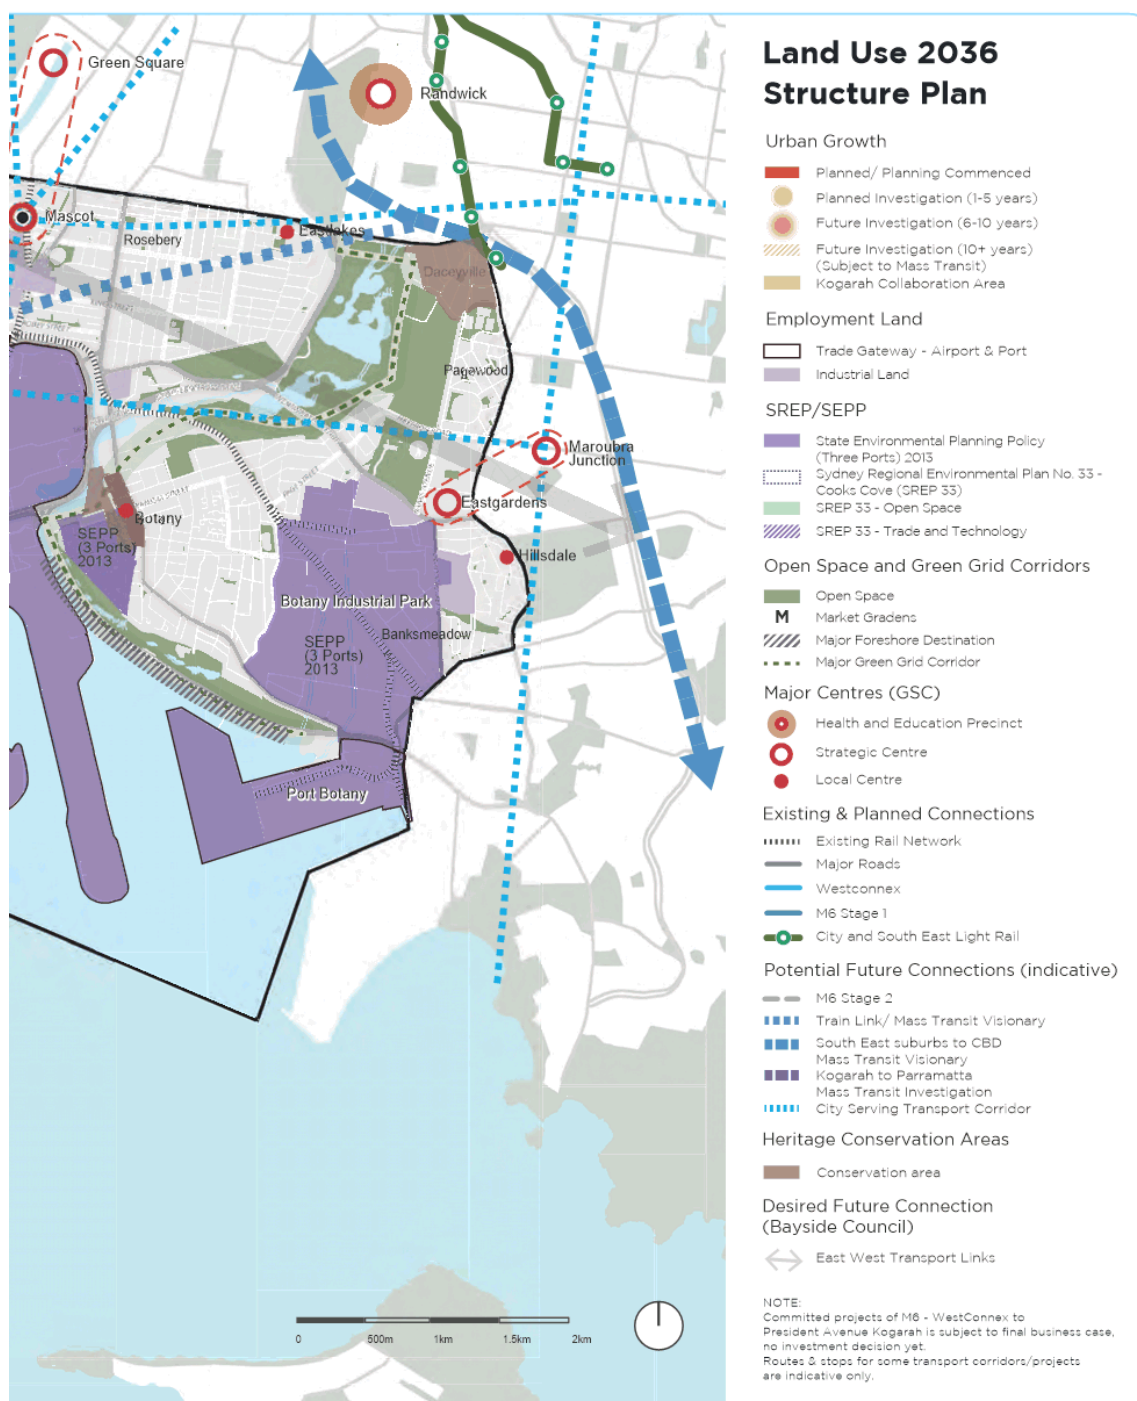 Land Use 2036
Structure Plan
Urban Growth
Planned/ Planning Commenced
Planned Investigation (1-5 years)
Future Investigation (6-10 years)
Future Investigation (10+ years)
(Subject to Mass Transit)
Kogarah Collaboration Area
Employment Land
Trade Gateway - Airport & Port
Industrial Land
SREP/SEPP
State Environmental Planning Policy
(Three Ports) 2013
Sydney Regional Environmental Plan No. 33 -
Cooks Cove (SREP 33)
SREP 33 - Open Space
SREP 33 - Trade and Technology
Open Space and Green Grid Corridors
Open Space
M
Market Gradens
Major Foreshore Destination
Major Green Grid Corridor
Major Centres (GSC)
Health and Education Precinct
Strategic Centre
Local Centre
Existing & Planned Connections
Existing Rail Network
Major Roads
Westconnex
M6 Stage 1
City and South East Light Rail
Potential Future Connections (indicative)
M6 Stage 2
Train Link/ Mass Transit Visionary
South East suburbs to CBD
Mass Transit Visionary
Kogarah to Parramatta
Mass Transit Investigation
City Serving Transport Corridor
Heritage Conservation Areas
Conservation area
Desired Future Connection
(Bayside Council)
East West Transport Links
NOTE:
Committed projects of M6 - WestConnex to
President Avenue Kogarah is subject to final business case,
no investment decision yet.
Routes & stops for some transport corridors/projects
are indicative only.
Green Square
Randwick
Mascot
Rosebery
Eastlakes
Daceyville
Pagewood
Maroubra
Junction
Eastgardens
Botany
SEPP
(3 Ports)
2013
Hillsdale
Botany Industrial Park
Banksmeadow
SEPP
(3 Ports)
2013
Port Botany
0
500m
1km
1.5km
2km